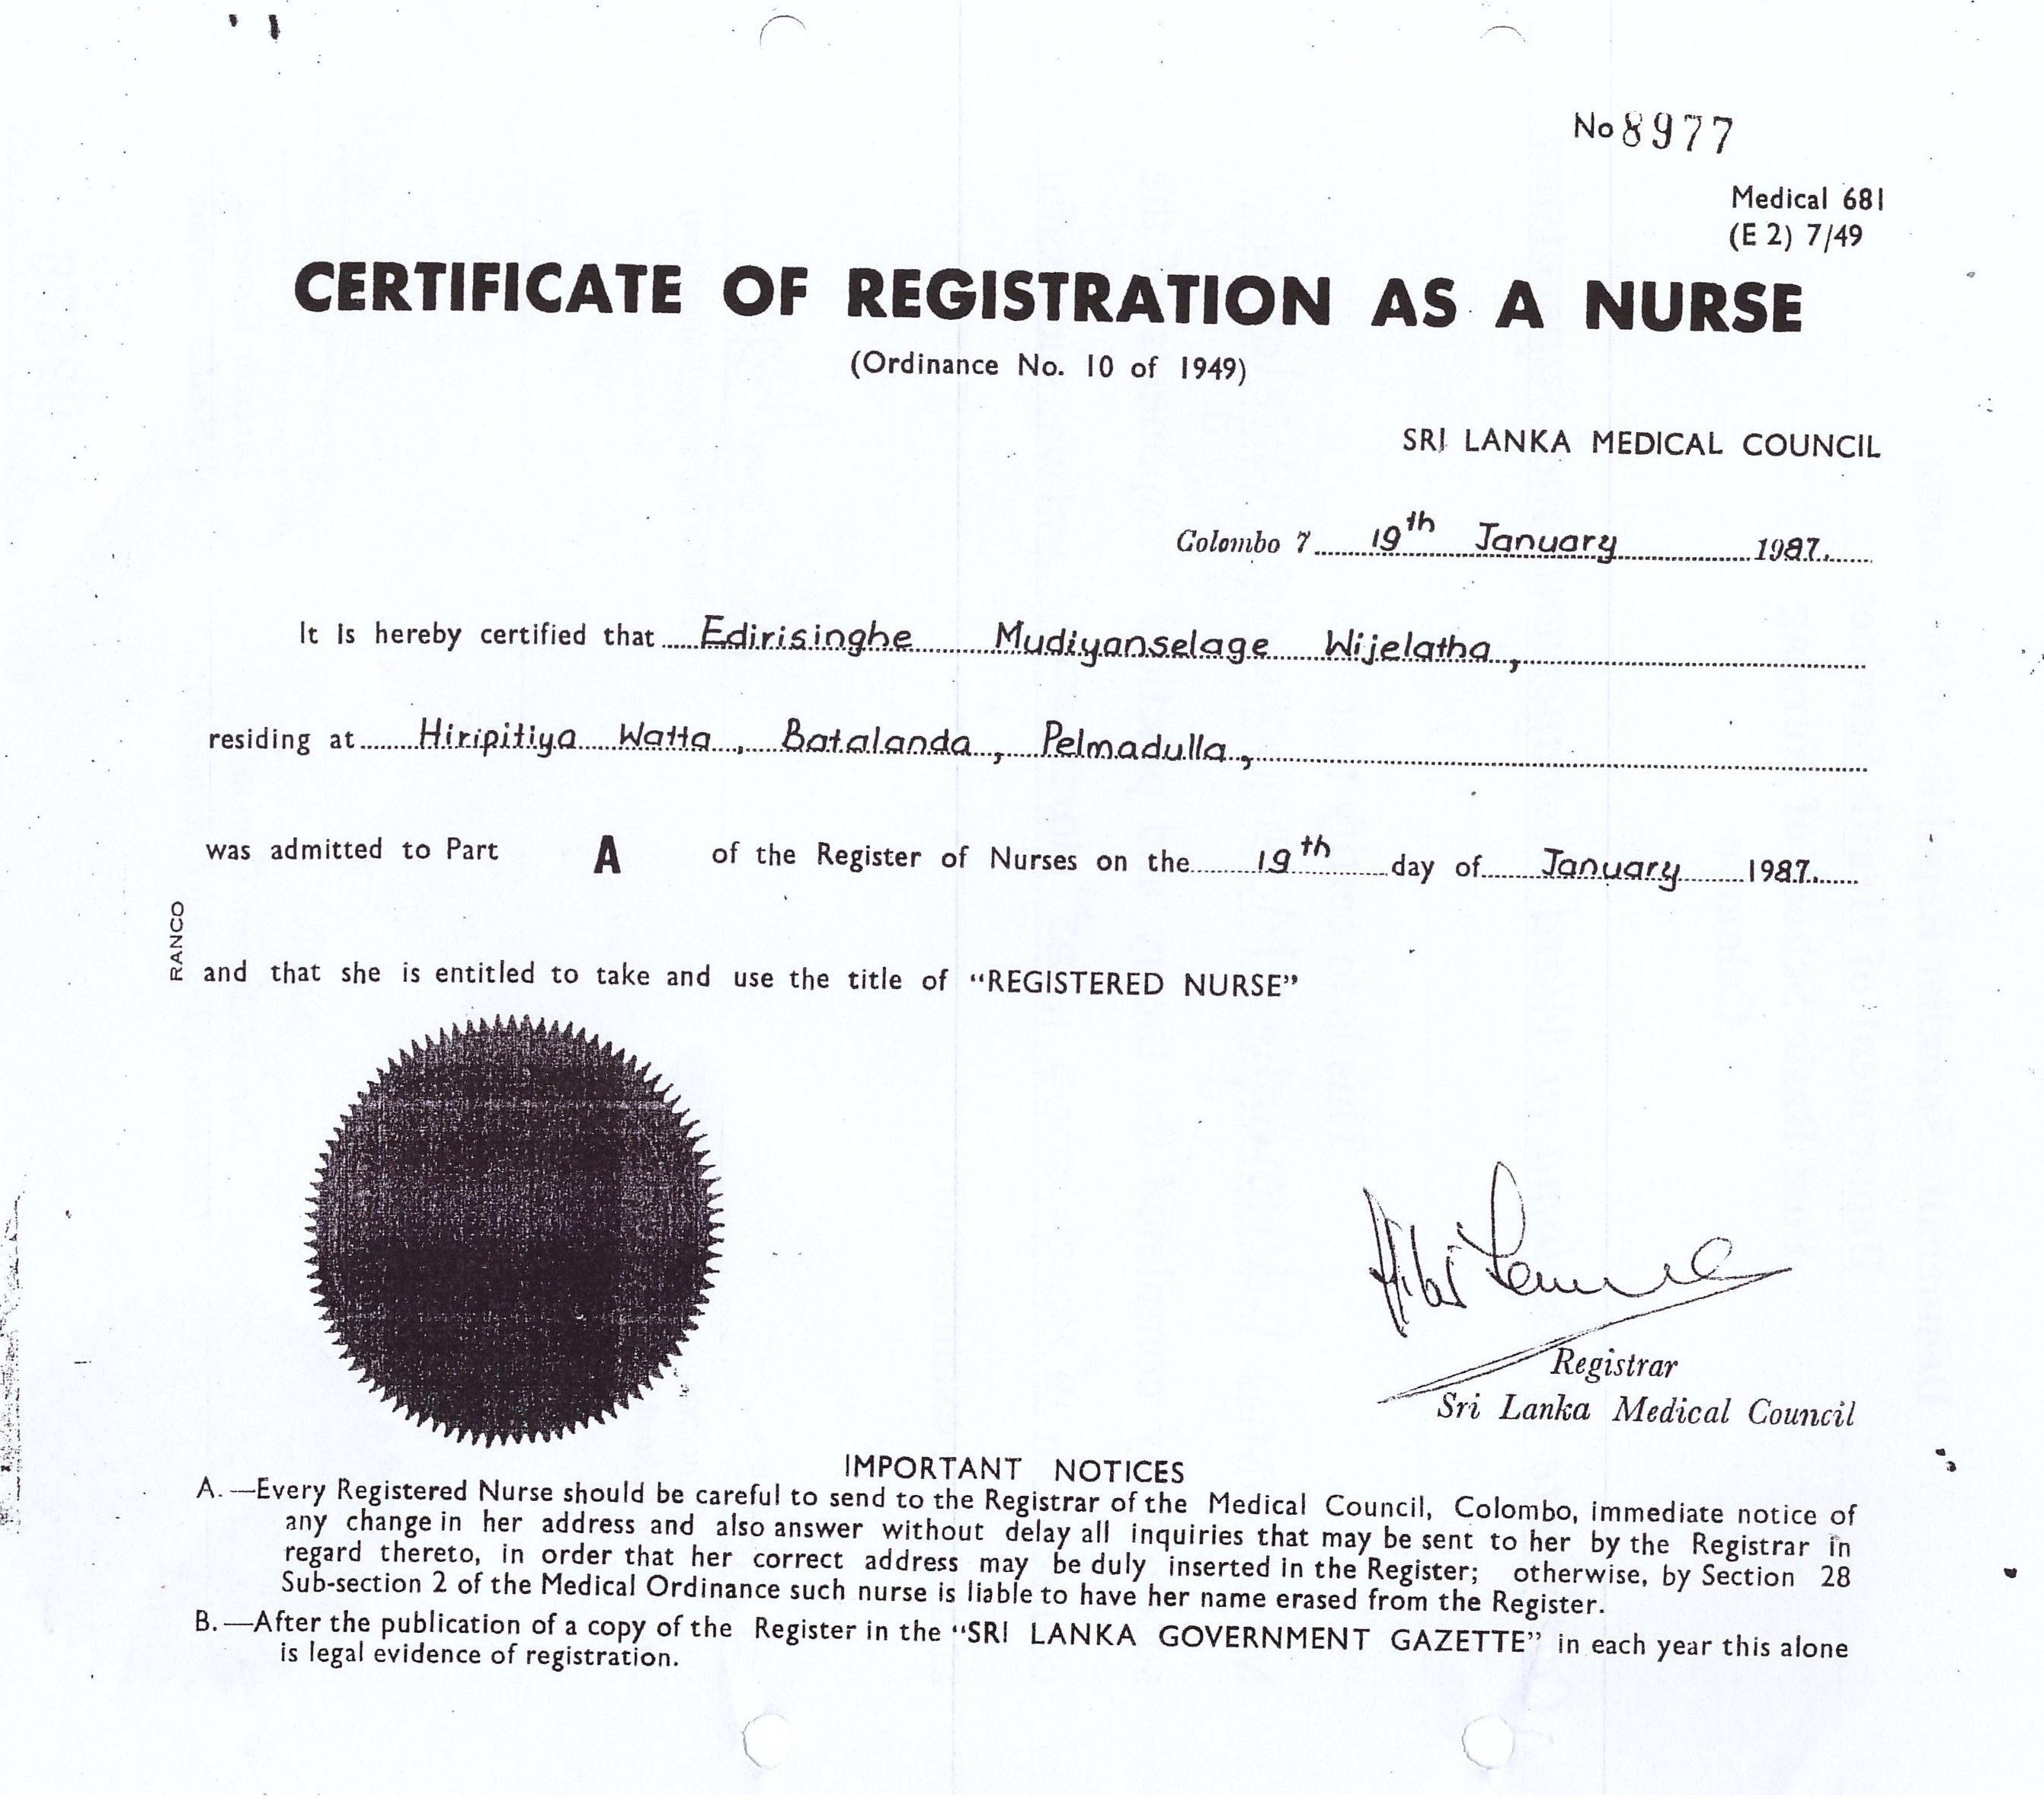 No 8977
Medical 681
(E 2) 7/49
CERTIFICATE OF REGISTRATION AS A NURSE
(Ordinance No. 10 of 1949)
SRI LANKA MEDICAL COUNCIL
Colombo 7 19th January 1987.
It is hereby certified that Edirisinghe Mudiyanselage Wijelatha,
residing at Hiripitiya Watta, Batalanda, Pelmadulla,
was admitted to Part A of the Register of Nurses on the 19th day of January 1987.
RANCO
and that she is entitled to take and use the title of “REGISTERED NURSE”
Registrar
Sri Lanka Medical Council
IMPORTANT NOTICES
A.—Every Registered Nurse should be careful to send to the Registrar of the Medical Council, Colombo, immediate notice of
any change in her address and also answer without delay all inquiries that may be sent to her by the Registrar in
regard thereto, in order that her correct address may be duly inserted in the Register; otherwise, by Section 28
Sub-section 2 of the Medical Ordinance such nurse is liable to have her name erased from the Register.
B.—After the publication of a copy of the Register in the “SRI LANKA GOVERNMENT GAZETTE” in each year this alone
is legal evidence of registration.